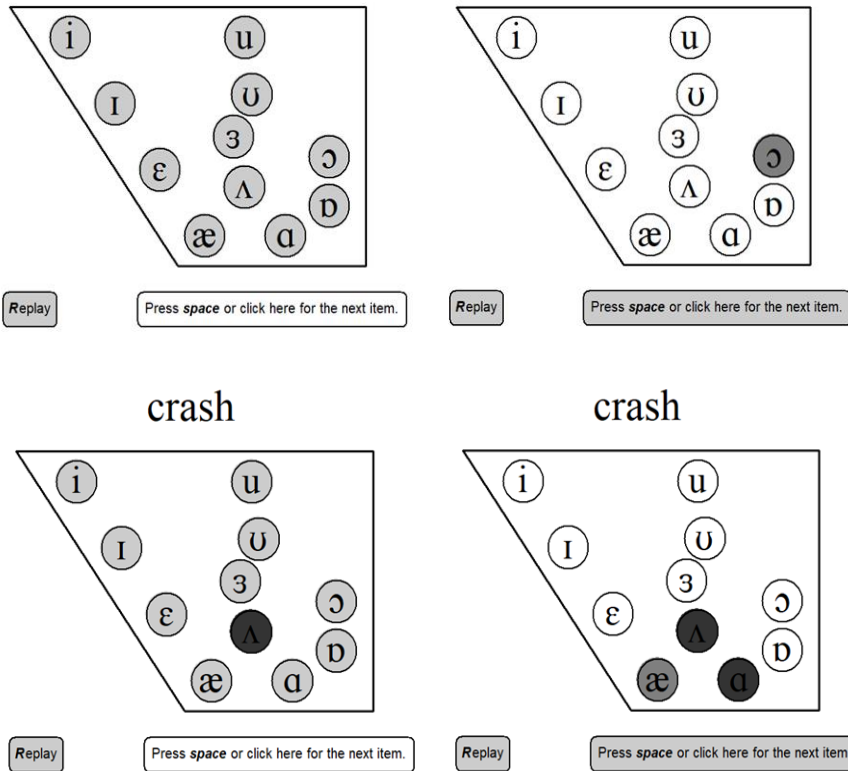 i u i u
ɪ ʊ ɪ ʊ
ɜ ɜ
ɛ ɔ ɛ ɔ
ʌ ʌ
ɒ ɒ
æ ɑ æ ɑ
Replay Press space or click here for the next item. Replay Press space or click here for the next item.
crash crash
i u i u
ɪ ʊ ɪ ʊ
ɜ ɜ
ɛ ɔ ɛ ɔ
ʌ ʌ
ɒ ɒ
æ ɑ æ ɑ
Replay Press space or click here for the next item. Replay Press space or click here for the next item